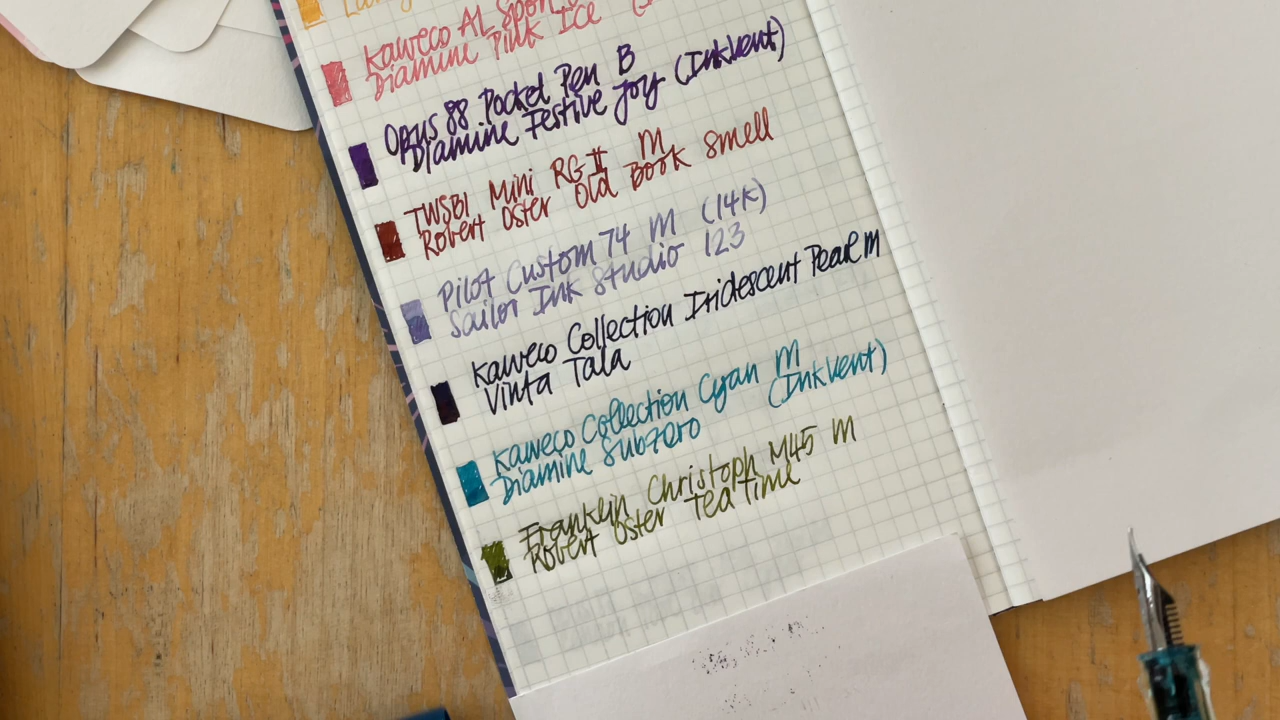 Kaweco AL Sport
Diamine Pink Ice
Opus 88 Pocket Pen B
Diamine Festive Joy (Inkvent)
TWSBI Mini RG II M
Robert Oster Old Book Smell
Pilot Custom 74 M (14K)
Sailor Ink Studio 123
Kaweco Collection Iridescent Pearl M
Vinta Tala
Kaweco Collection Cyan M
Diamine Subzero (Inkvent)
Franklin Christoph M45 M
Robert Oster Tea Time